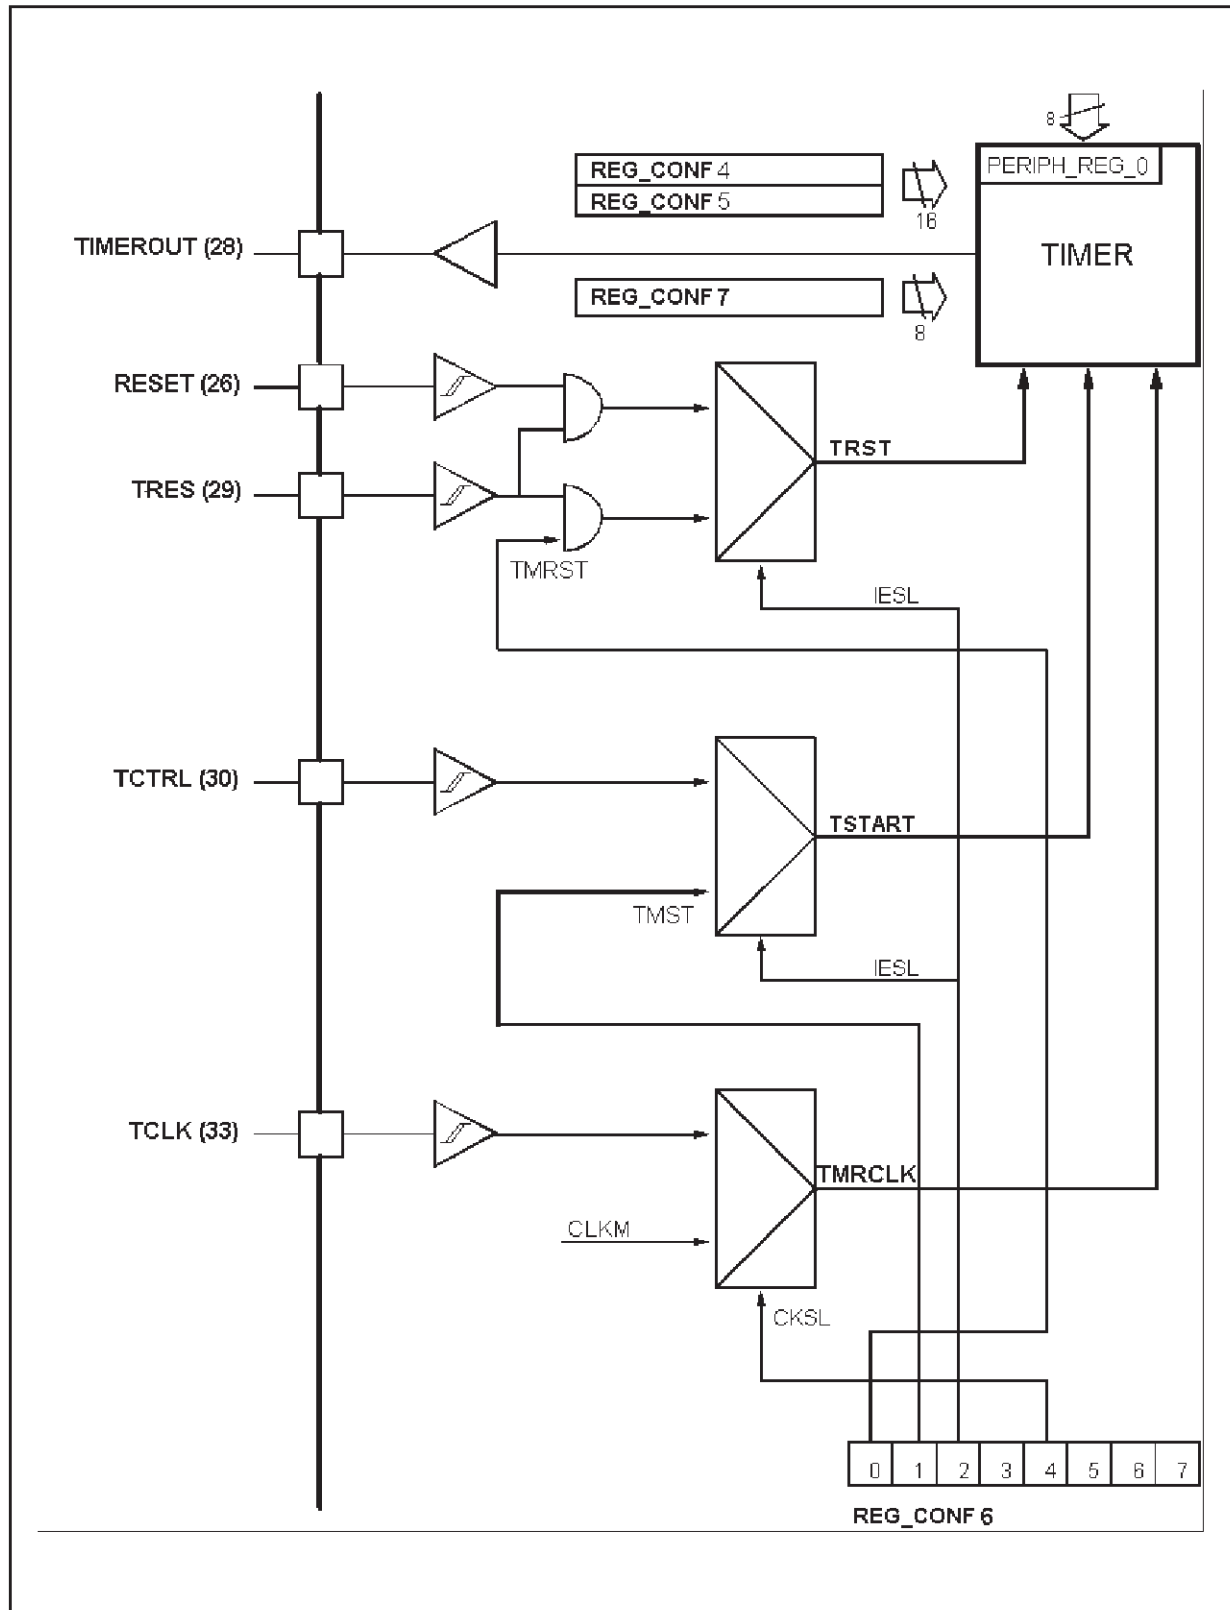 8
PERIPH_REG_0
REG_CONF 4
REG_CONF 5
16
TIMEROUT (28)
TIMER
REG_CONF 7
8
RESET (26)
TRST
TRES (29)
TMRST
IESL
TCTRL (30)
TSTART
TMST
IESL
TCLK (33)
TMRCLK
CLKM
CKSL
0 1 2 3 4 5 6 7
REG_CONF 6